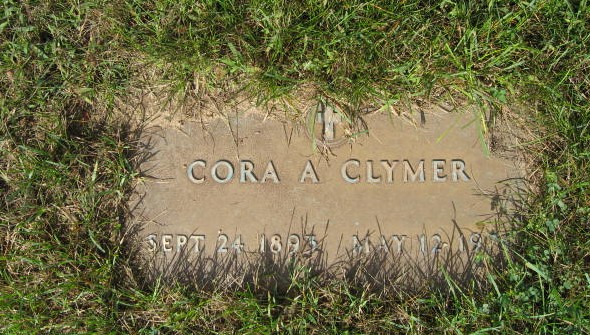 CORA A CLYMER
SEPT 24 1893 MAY 12